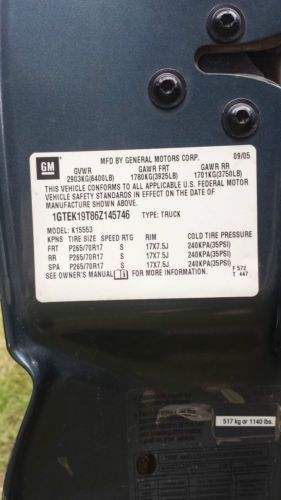 GM
MFD BY GENERAL MOTORS CORP. 09/05
GVWR GAWR FRT GAWR RR
2903KG(6400LB) 1780KG(3925LB) 1701KG(3750LB)
THIS VEHICLE CONFORMS TO ALL APPLICABLE U.S. FEDERAL MOTOR
VEHICLE SAFETY STANDARDS IN EFFECT ON THE DATE OF
MANUFACTURE SHOWN ABOVE.
1GTEK19T86Z145746 TYPE: TRUCK
MODEL: K15553
KPNS TIRE SIZE SPEED RTG RIM COLD TIRE PRESSURE
FRT P265/70R17 S 17X7.5J 240KPA(35PSI)
RR P265/70R17 S 17X7.5J 240KPA(35PSI)
SPA P265/70R17 S 17X7.5J 240KPA(35PSI)
SEE OWNER'S MANUAL FOR MORE INFORMATION.
F 572
T 447
517 kg or 1140 lbs.